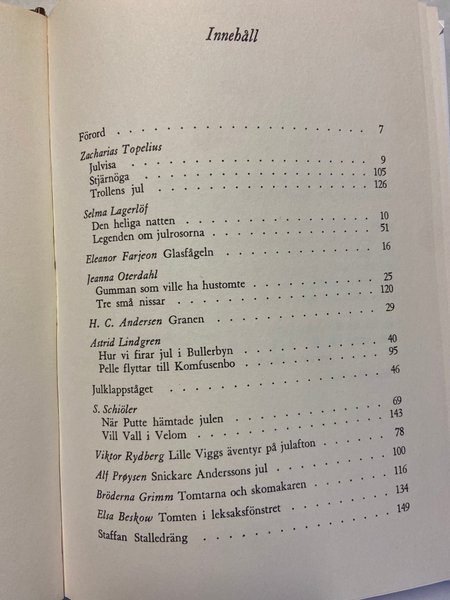 Innehåll
Förord . . . . . . . . . . . . . . . . . . 7
Zacharias Topelius
Julvisa . . . . . . . . . . . . . . . . . . 9
Stjärnöga . . . . . . . . . . . . . . . . . . 105
Trollens jul . . . . . . . . . . . . . . . . . . 126
Selma Lagerlöf
Den heliga natten . . . . . . . . . . . . . . . 10
Legenden om julrosorna . . . . . . . . . . . . 51
Eleanor Farjeon Glasfågeln . . . . . . . . . . . . 16
Jeanna Oterdahl
Gumman som ville ha hustomte . . . . . . . . . 25
Tre små nissar . . . . . . . . . . . . . . . . 120
H. C. Andersen Granen . . . . . . . . . . . . . . 29
Astrid Lindgren
Hur vi firar jul i Bullerbyn . . . . . . . . . . . 40
Pelle flyttar till Komfusenbo . . . . . . . . . . 95
Julklappståget . . . . . . . . . . . . . . . . . 46
S. Schiöler
När Putte hämtade julen . . . . . . . . . . . . 69
Vill Vall i Velom . . . . . . . . . . . . . . . 143
Viktor Rydberg Lille Viggs äventyr på julafton . . . . . 78
Alf Prøysen Snickare Anderssons jul . . . . . . . . . 100
Bröderna Grimm Tomtarna och skomakaren . . . . . . 116
Elsa Beskow Tomten i leksaksfönstret . . . . . . . . . 134
Staffan Stalledräng . . . . . . . . . . . . . . . 149